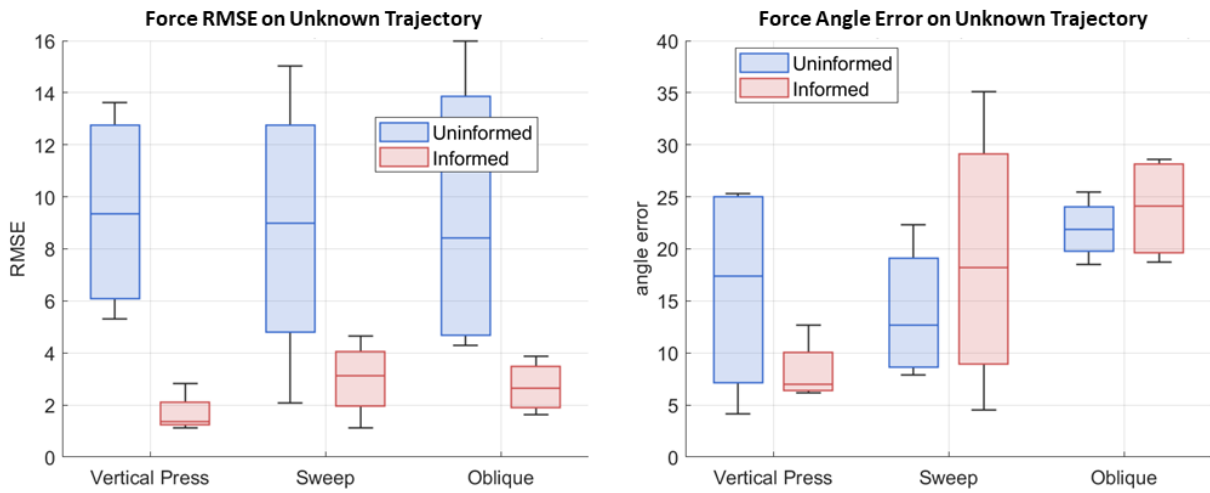 Force RMSE on Unknown Trajectory
16
14
12
10
8
6
4
2
0
RMSE
Uninformed
Informed
Vertical Press
Sweep
Oblique
Force Angle Error on Unknown Trajectory
40
35
30
25
20
15
10
5
0
angle error
Uninformed
Informed
Vertical Press
Sweep
Oblique